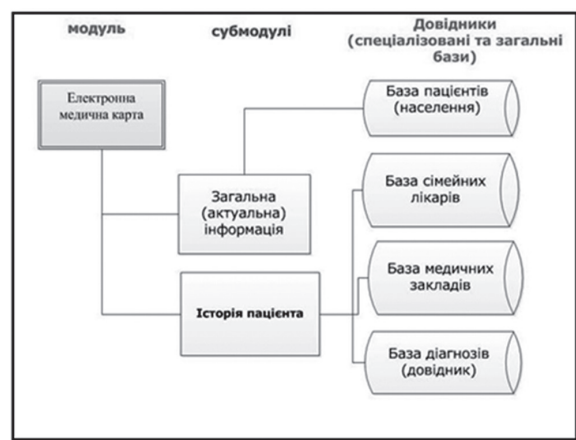 модуль
субмодулі
Довідники
(спеціалізовані та загальні
бази)
Електронна
медична карта
База пацієнтів
(населення)
Загальна
(актуальна)
інформація
База сімейних
лікарів
База медичних
закладів
Історія пацієнта
База діагнозів
(довідник)